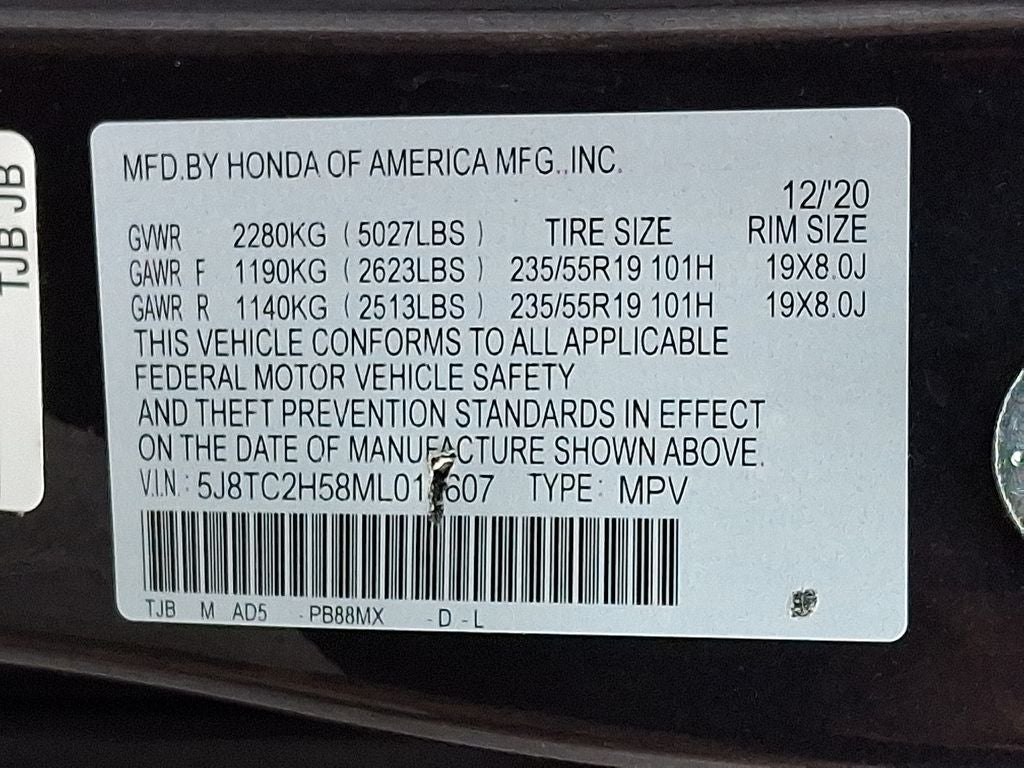 TJB JB
MFD.BY HONDA OF AMERICA MFG.,INC.
12/'20
GVWR 2280KG ( 5027LBS ) TIRE SIZE RIM SIZE
GAWR F 1190KG ( 2623LBS ) 235/55R19 101H 19X8.0J
GAWR R 1140KG ( 2513LBS ) 235/55R19 101H 19X8.0J
THIS VEHICLE CONFORMS TO ALL APPLICABLE
FEDERAL MOTOR VEHICLE SAFETY
AND THEFT PREVENTION STANDARDS IN EFFECT
ON THE DATE OF MANUFACTURE SHOWN ABOVE.
V.I.N.: TYPE: MPV
TJB M AD5 -PB88MX -D -L